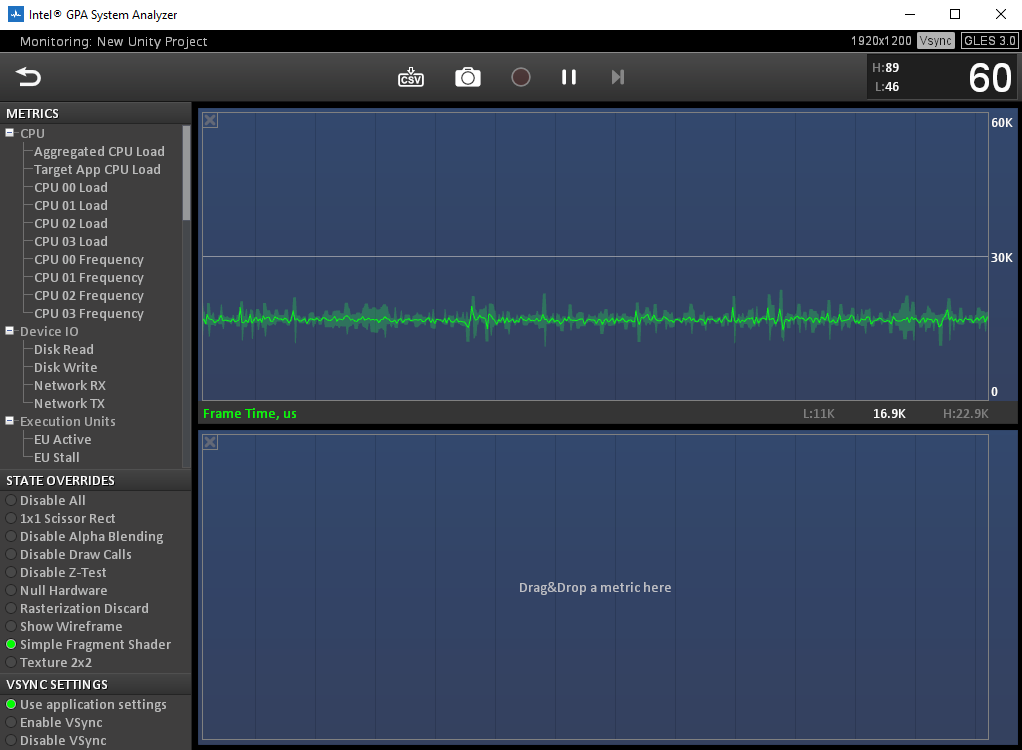 Intel® GPA System Analyzer
Monitoring: New Unity Project
1920x1200 Vsync GLES 3.0
CSV
H:89
L:46
60
METRICS
CPU
Aggregated CPU Load
Target App CPU Load
CPU 00 Load
CPU 01 Load
CPU 02 Load
CPU 03 Load
CPU 00 Frequency
CPU 01 Frequency
CPU 02 Frequency
CPU 03 Frequency
Device IO
Disk Read
Disk Write
Network RX
Network TX
Execution Units
EU Active
EU Stall
STATE OVERRIDES
Disable All
1x1 Scissor Rect
Disable Alpha Blending
Disable Draw Calls
Disable Z-Test
Null Hardware
Rasterization Discard
Show Wireframe
Simple Fragment Shader
Texture 2x2
VSYNC SETTINGS
Use application settings
Enable VSync
Disable VSync
60K
30K
0
Frame Time, us L:11K 16.9K H:22.9K
Drag&Drop a metric here